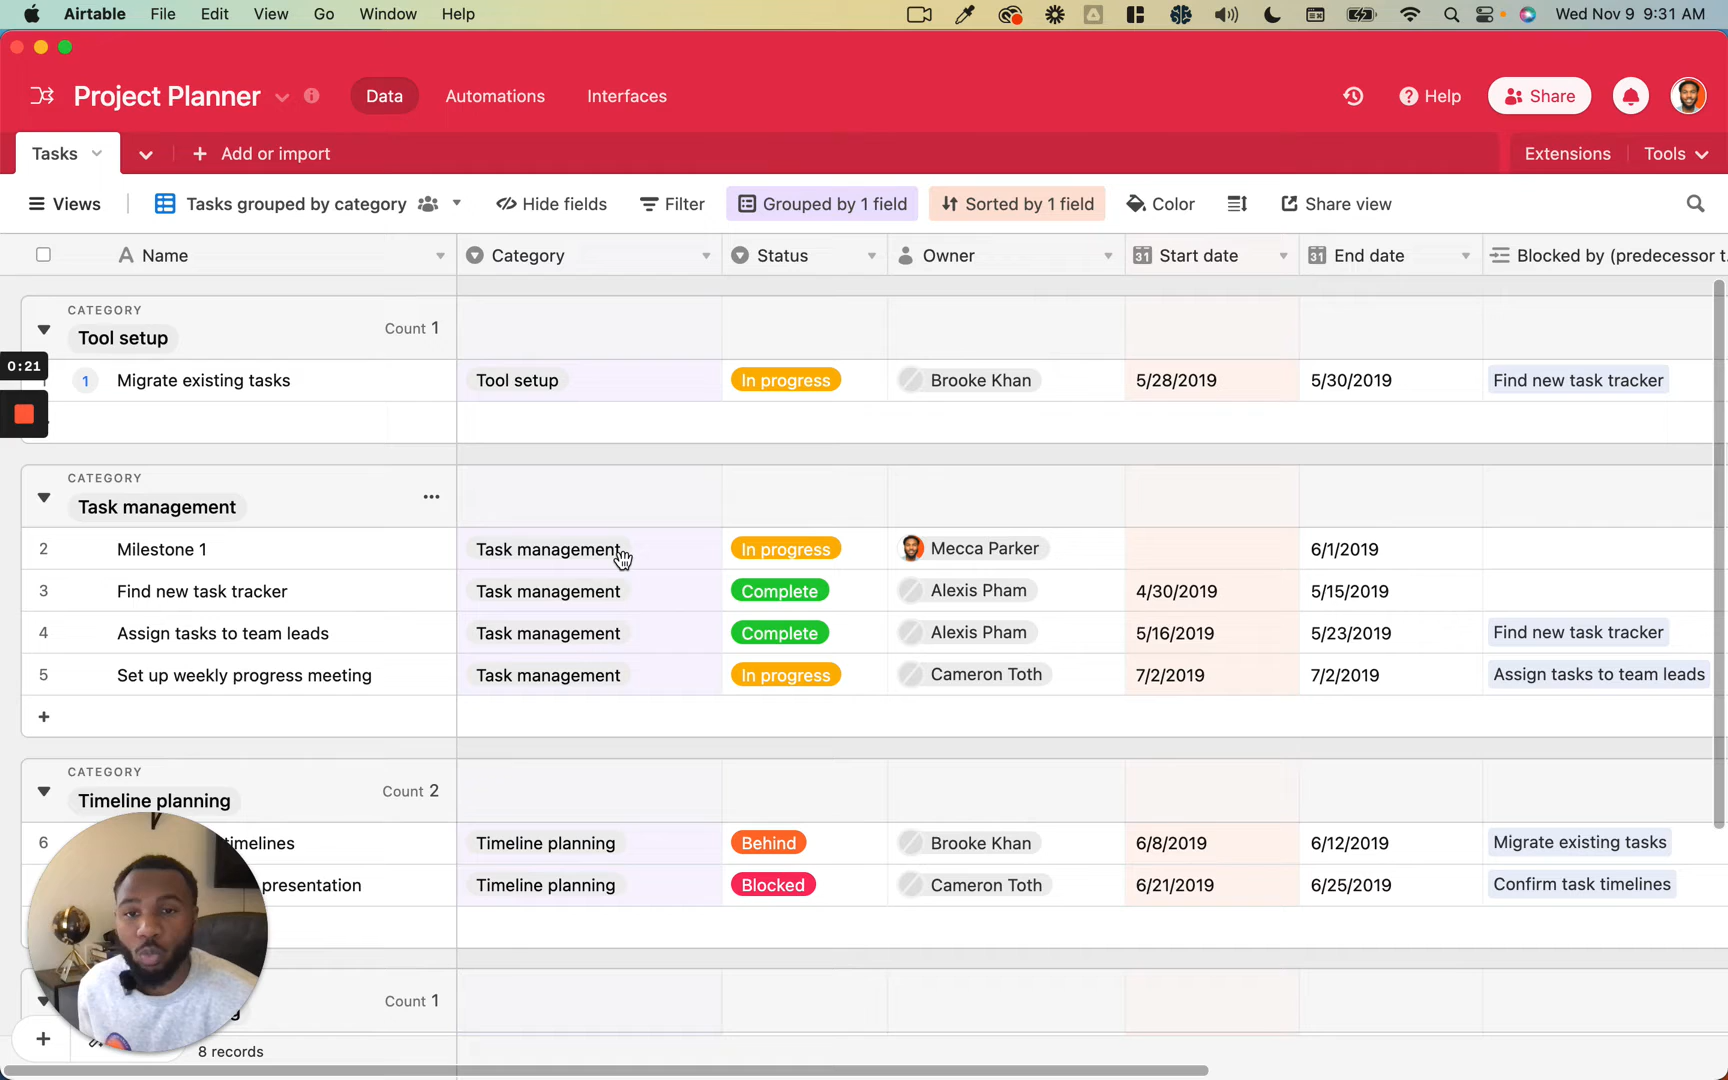 Airtable File Edit View Go Window Help Wed Nov 9 9:31 AM
Project Planner Data Automations Interfaces Help Share
Tasks Add or import Extensions Tools
Views Tasks grouped by category Hide fields Filter Grouped by 1 field Sorted by 1 field Color Share view
Name Category Status Owner Start date End date Blocked by (predecessor t.
CATEGORY
Tool setup Count 1
0:21
1 Migrate existing tasks Tool setup In progress Brooke Khan 5/28/2019 5/30/2019 Find new task tracker
CATEGORY
Task management
2 Milestone 1 Task management In progress Mecca Parker 6/1/2019
3 Find new task tracker Task management Complete Alexis Pham 4/30/2019 5/15/2019
4 Assign tasks to team leads Task management Complete Alexis Pham 5/16/2019 5/23/2019 Find new task tracker
5 Set up weekly progress meeting Task management In progress Cameron Toth 7/2/2019 7/2/2019 Assign tasks to team leads
+
CATEGORY
Timeline planning Count 2
6 timelines Timeline planning Behind Brooke Khan 6/8/2019 6/12/2019 Migrate existing tasks
presentation Timeline planning Blocked Cameron Toth 6/21/2019 6/25/2019 Confirm task timelines
Count 1
+ 8 records